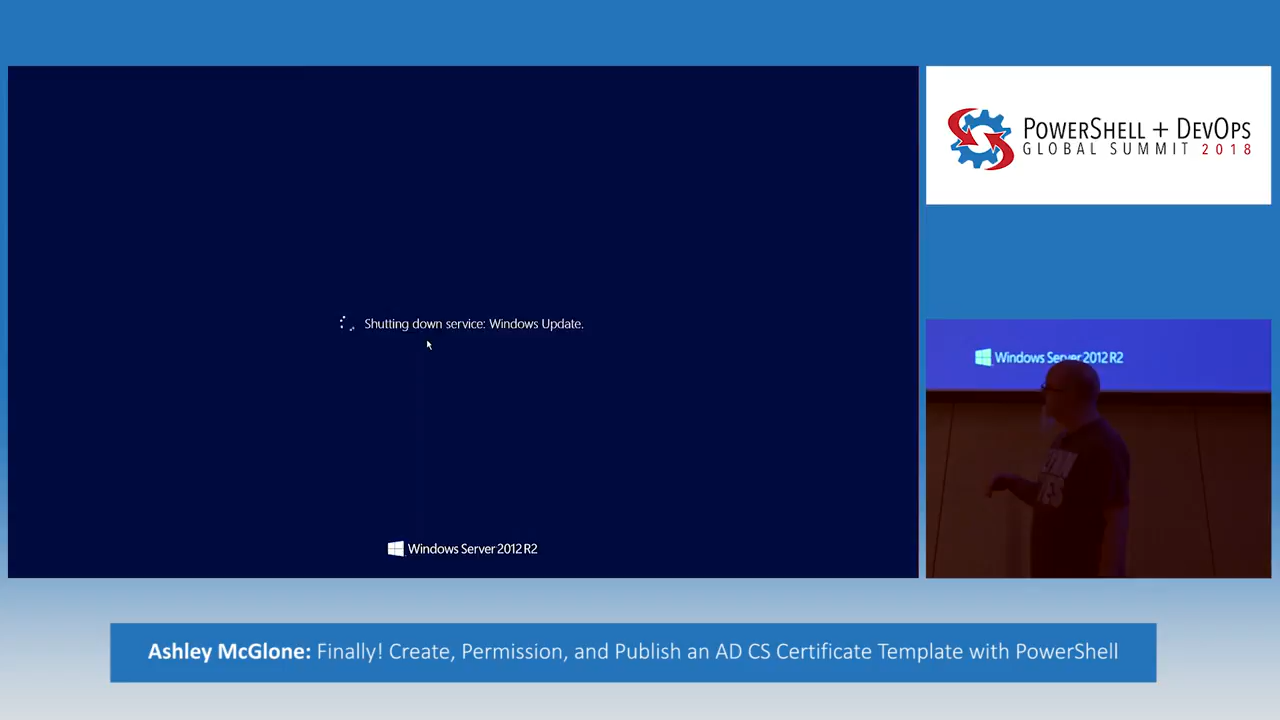 Shutting down service: Windows Update.
Windows Server 2012 R2
POWERSHELL + DEVOPS
GLOBAL SUMMIT 2018
Windows Server 2012 R2
Ashley McGlone: Finally! Create, Permission, and Publish an AD CS Certificate Template with PowerShell